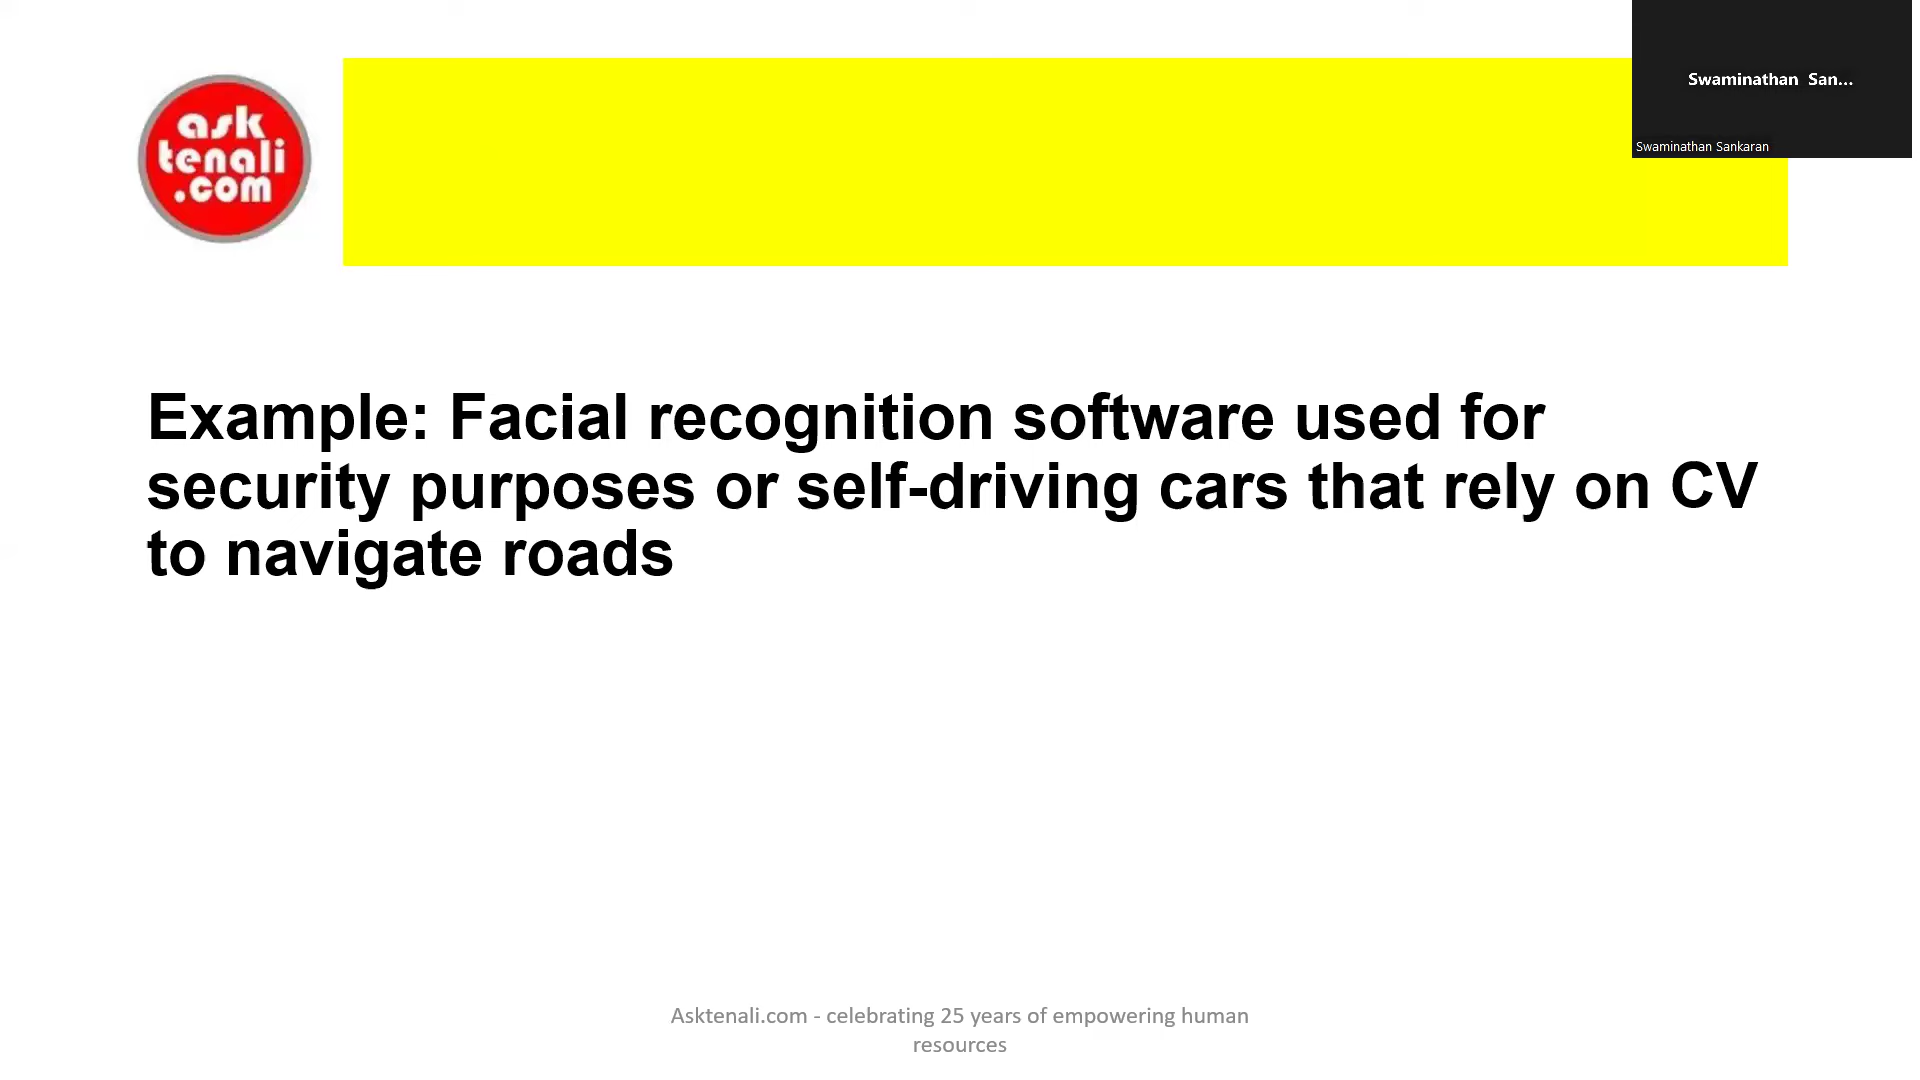 ask
tenali
.com
Swaminathan San...
Swaminathan Sankaran
Example: Facial recognition software used for
security purposes or self-driving cars that rely on CV
to navigate roads
Asktenali.com - celebrating 25 years of empowering human
resources